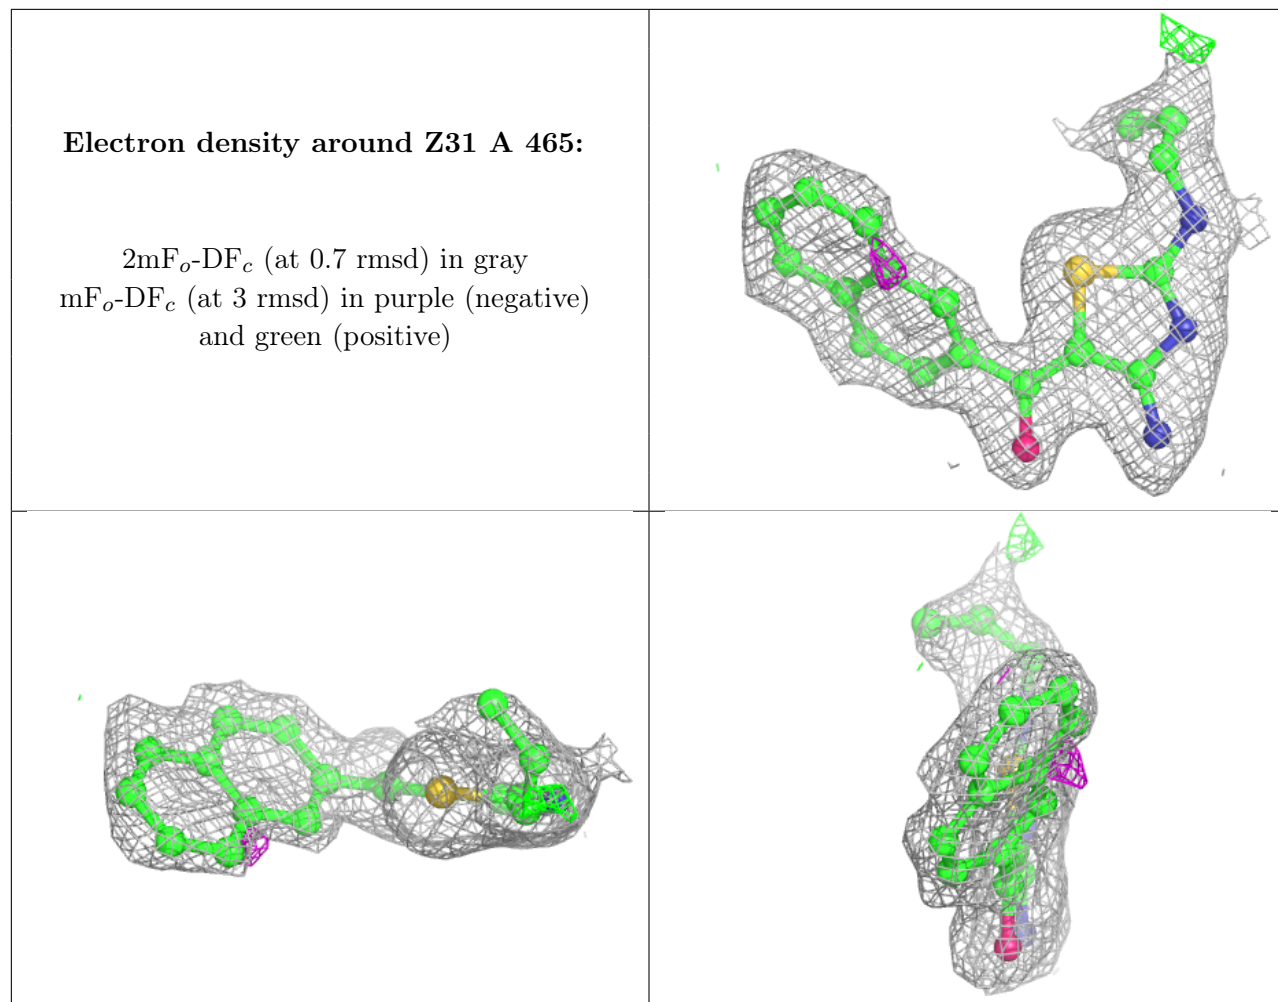 Electron density around Z31 A 465:
2mFo-DFc (at 0.7 rmsd) in gray
mFo-DFc (at 3 rmsd) in purple (negative)
and green (positive)